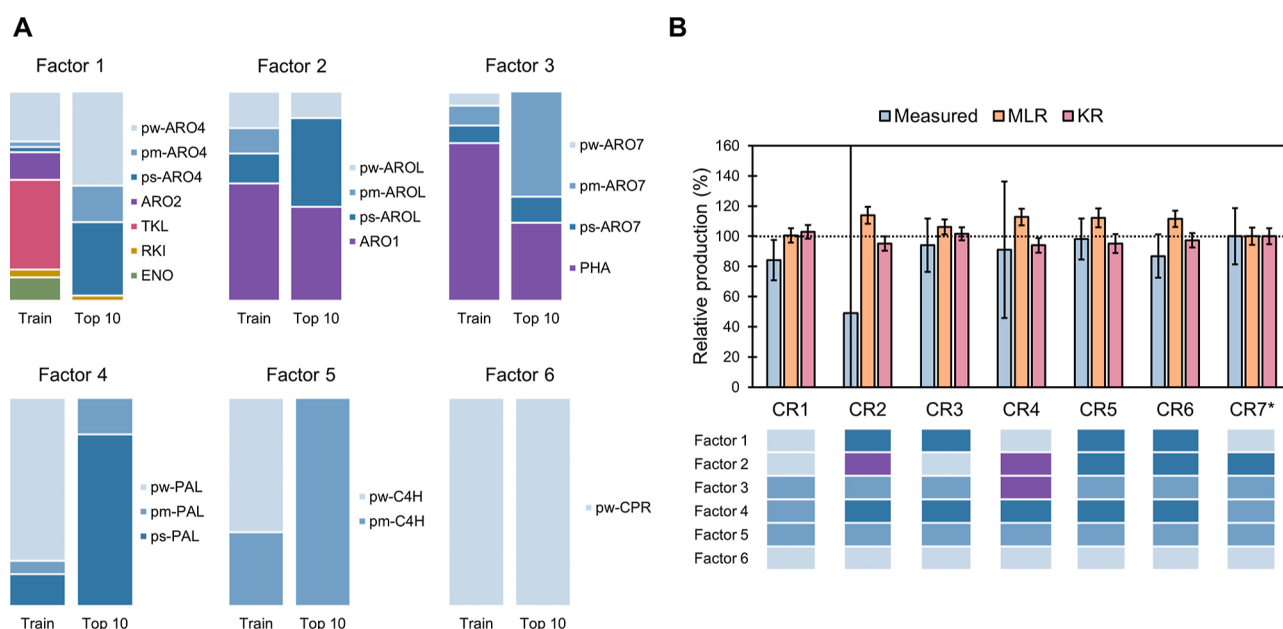 A
Factor 1
Factor 2
Factor 3
pw-ARO4
pm-ARO4
ps-ARO4
ARO2
TKL
RKI
ENO
pw-AROL
pm-AROL
ps-AROL
ARO1
pw-ARO7
pm-ARO7
ps-ARO7
PHA
Train Top 10
Train Top 10
Train Top 10
Factor 4
Factor 5
Factor 6
pw-PAL
pm-PAL
ps-PAL
pw-C4H
pm-C4H
pw-CPR
Train Top 10
Train Top 10
Train Top 10
B
Measured MLR KR
Relative production (%)
160
140
120
100
80
60
40
20
0
CR1 CR2 CR3 CR4 CR5 CR6 CR7*
Factor 1
Factor 2
Factor 3
Factor 4
Factor 5
Factor 6